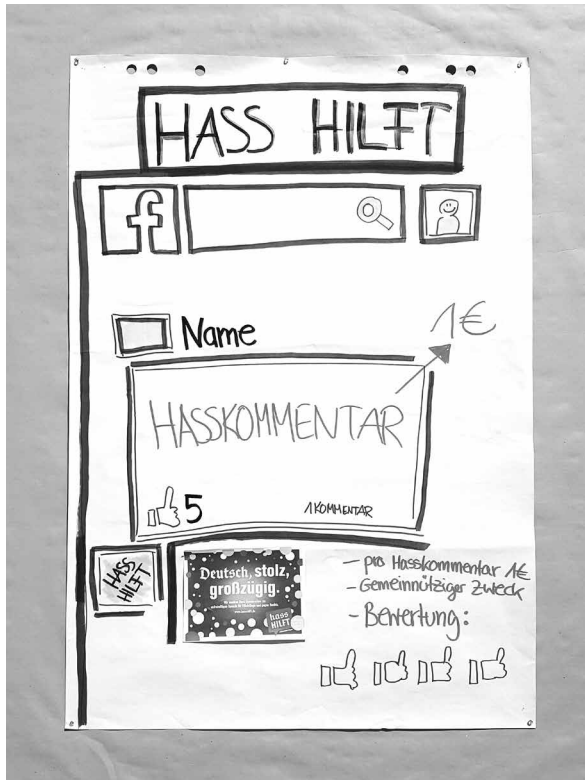 HASS HILFT
f
Name
1€
HASSKOMMENTAR
5
1 KOMMENTAR
HASS
HILFT
Deutsch, stolz,
großzügig.
hass
HILFT
- pro Hasskommentar 1€
- Gemeinnütziger Zweck
- Bewertung: